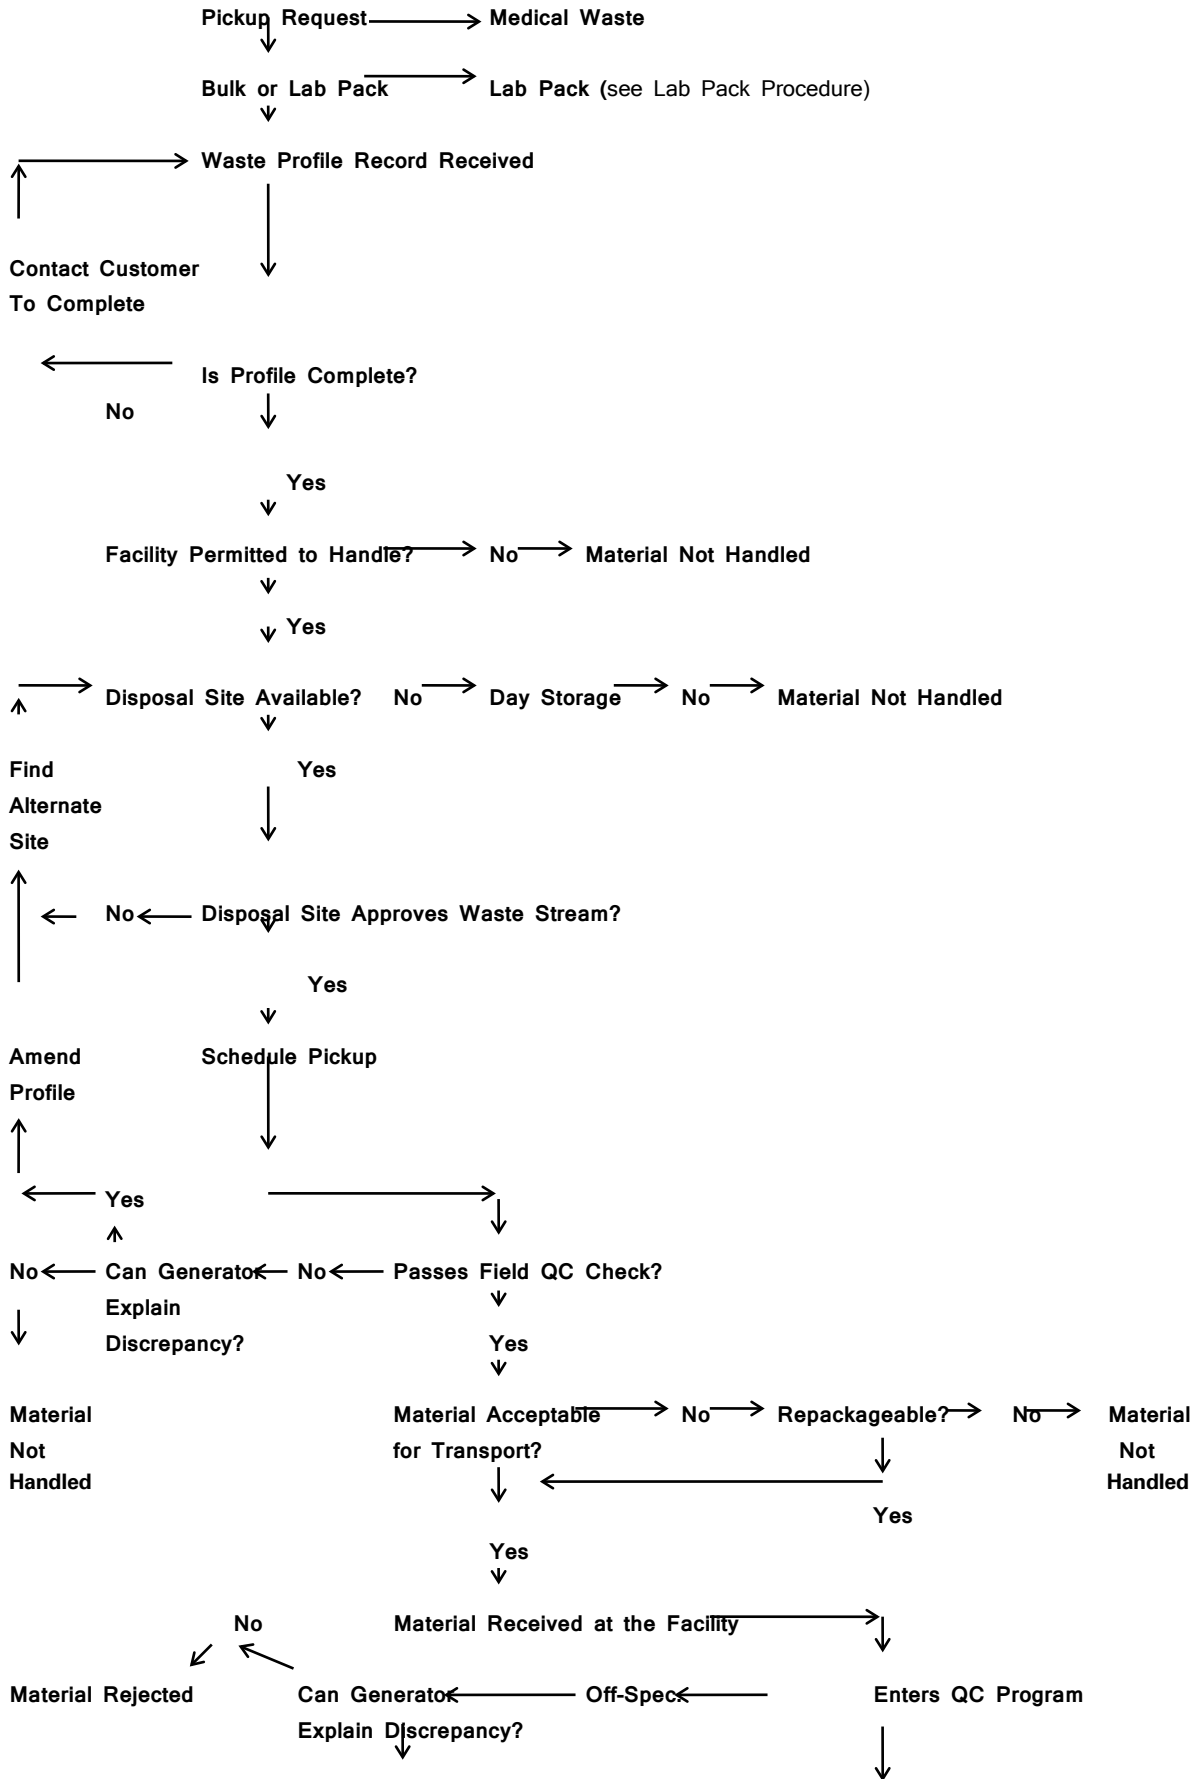 Pickup Request Medical Waste
Bulk or Lab Pack Lab Pack (see Lab Pack Procedure)
Waste Profile Record Received
Contact Customer
To Complete
Is Profile Complete?
No
Yes
Facility Permitted to Handle? No Material Not Handled
Yes
Disposal Site Available? No Day Storage No Material Not Handled
Find Yes
Alternate
Site
No Disposal Site Approves Waste Stream?
Yes
Amend Schedule Pickup
Profile
Yes
No Can Generator No Passes Field QC Check?
Explain
Discrepancy? Yes
Material Material Acceptable No Repackageable? No Material
Not for Transport? Not
Handled Handled
Yes
Yes
No Material Received at the Facility
Material Rejected Can Generator Off-Spec Enters QC Program
Explain Discrepancy?